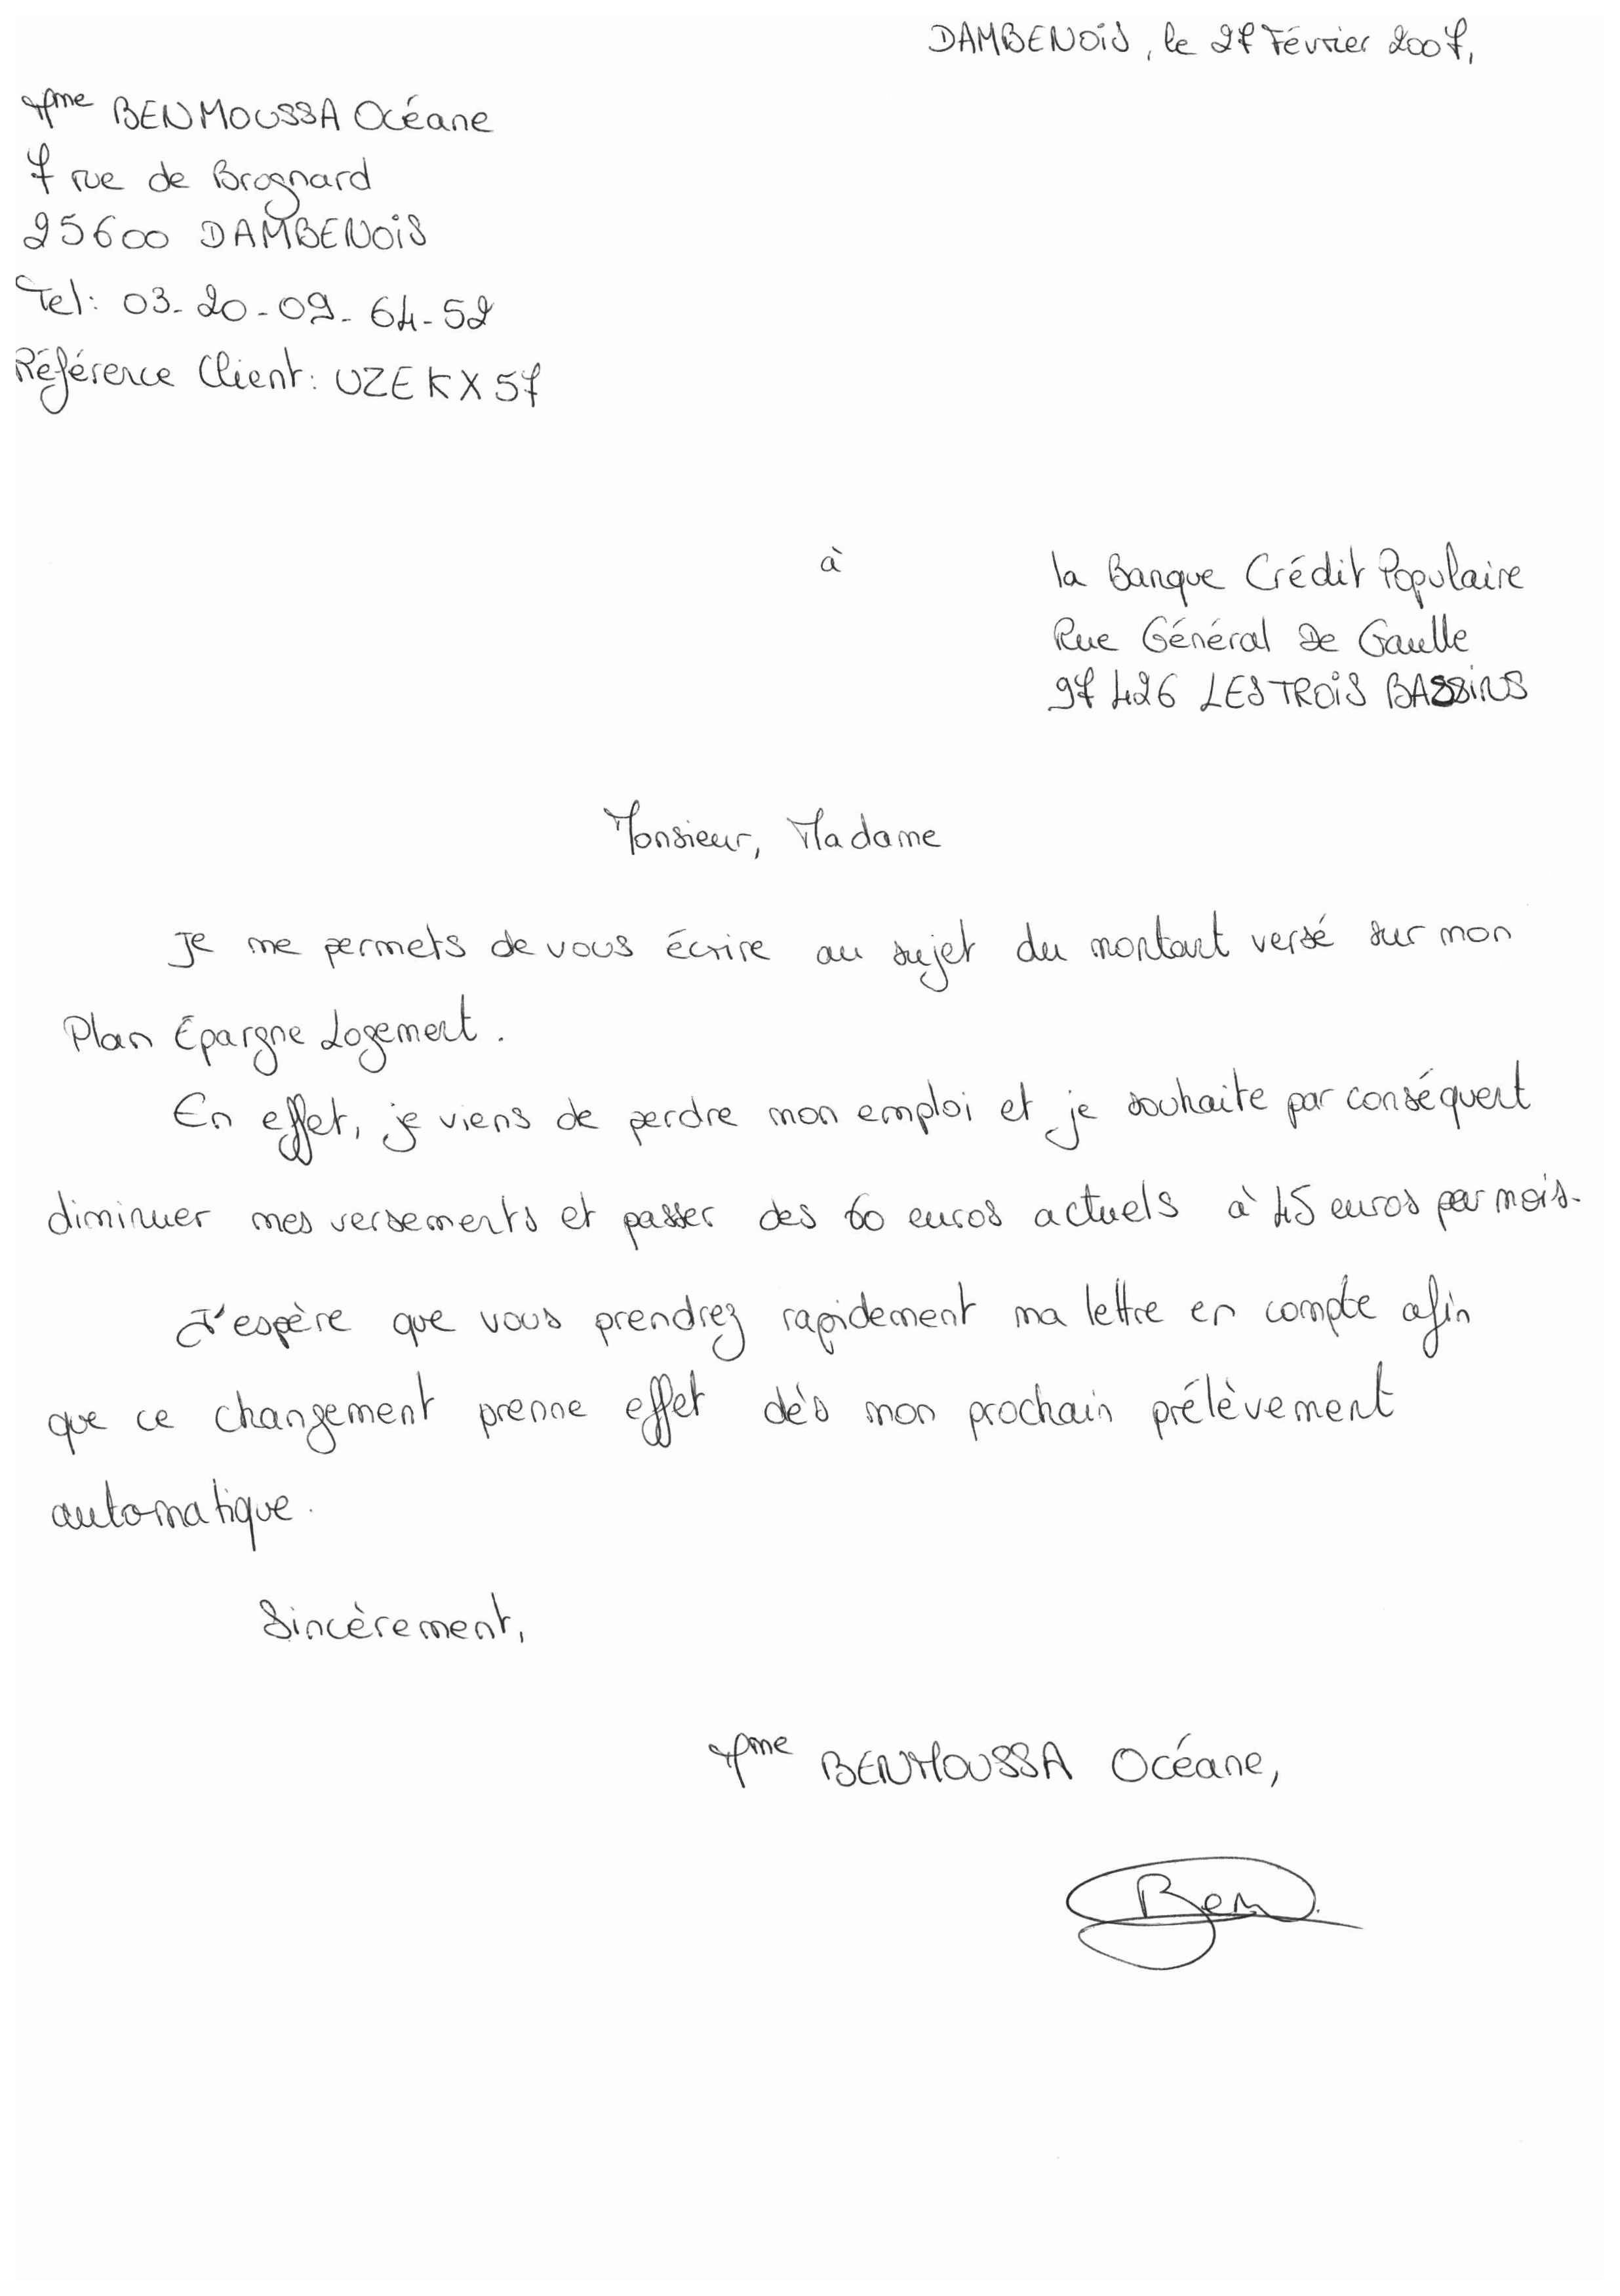 DAMBENOIS, le 27 Février 2007,
Mme BENMOUSSA Océane
7 rue de Brognard
25600 DAMBENOIS
Tel: 03-20-09-64-52
Référence Client: UZEKX57
à
la Banque Crédit Populaire
Rue Général De Gaulle
97 426 LES TROIS BASSINS
Monsieur, Madame
Je me permets de vous écrire au sujet du montant versé sur mon
Plan Épargne Logement.
En effet, je viens de perdre mon emploi et je souhaite par conséquent
diminuer mes versements et passer des 60 euros actuels à 45 euros par mois.
J'espère que vous prendrez rapidement ma lettre en compte afin
que ce changement prenne effet dès mon prochain prélèvement
automatique.
Sincèrement,
Mme BENMOUSSA Océane,
Ben